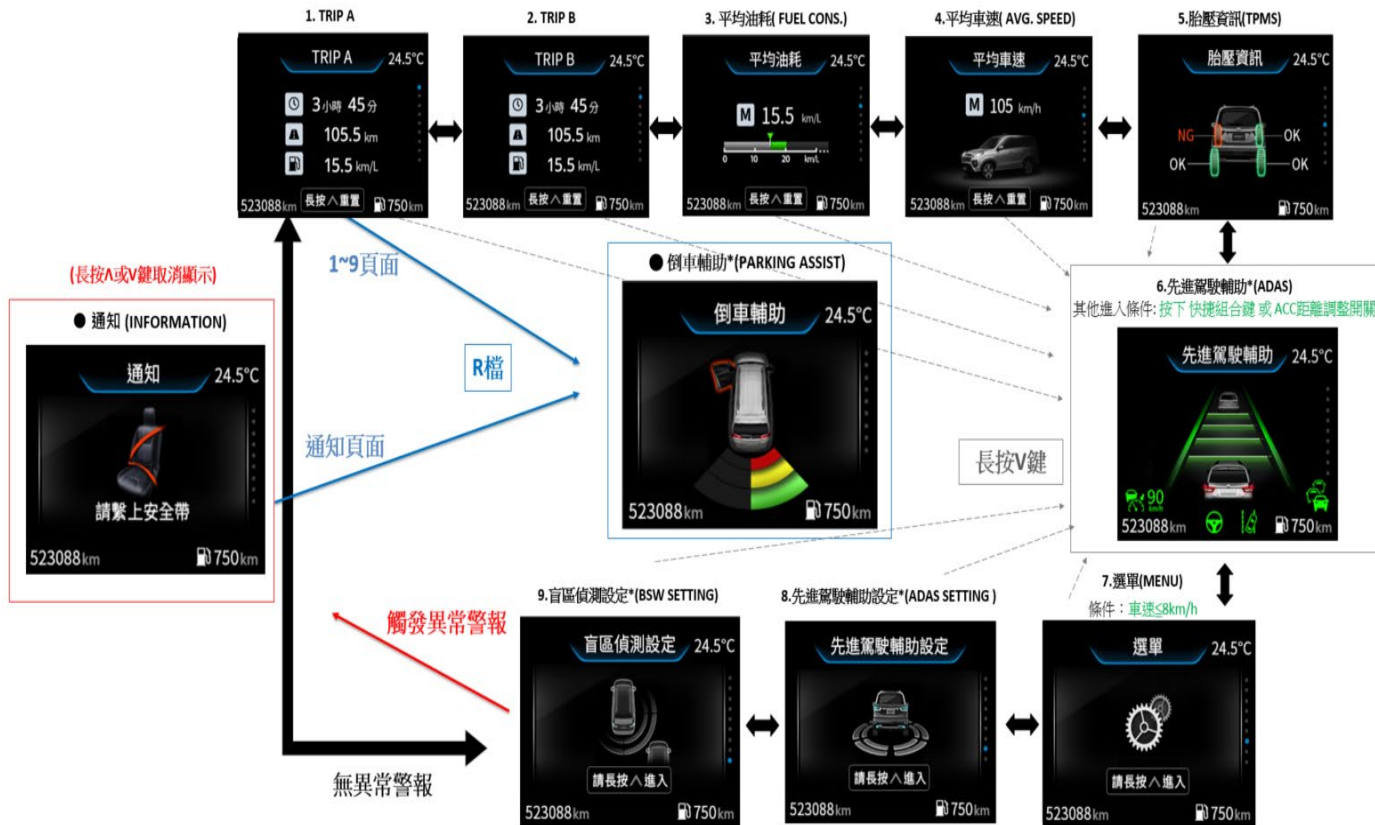 1. TRIP A
2. TRIP B
3. 平均油耗( FUEL CONS.)
4.平均車速( AVG. SPEED)
5.胎壓資訊(TPMS)
TRIP A
24.5°C
3小時 45分
105.5 km
15.5 km/L
長按∧重置
523088km
750km
TRIP B
24.5°C
3小時 45分
105.5 km
15.5 km/L
長按∧重置
523088km
750km
平均油耗
24.5°C
M 15.5 km/L
0 10 20 km/L
長按∧重置
523088km
750km
平均車速
24.5°C
M 105 km/h
長按∧重置
523088km
750km
胎壓資訊
24.5°C
NG OK
OK OK
523088km
750km
(長按Λ或V鍵取消顯示)
● 通知 (INFORMATION)
通知
24.5°C
請繫上安全帶
523088km
750km
1~9頁面
R檔
通知頁面
● 倒車輔助*(PARKING ASSIST)
倒車輔助
24.5°C
523088km
750km
長按V鍵
6.先進駕駛輔助*(ADAS)
其他進入條件: 按下 快捷組合鍵 或 ACC距離調整開關
先進駕駛輔助
24.5°C
90
km/h
523088km
750km
觸發異常警報
無異常警報
9.盲區偵測設定*(BSW SETTING)
盲區偵測設定
24.5°C
請長按∧進入
523088km
750km
8.先進駕駛輔助設定*(ADAS SETTING )
先進駕駛輔助設定
24.5°C
請長按∧進入
523088km
750km
7.選單(MENU)
條件：車速≤8km/h
選單
24.5°C
請長按∧進入
523088km
750km